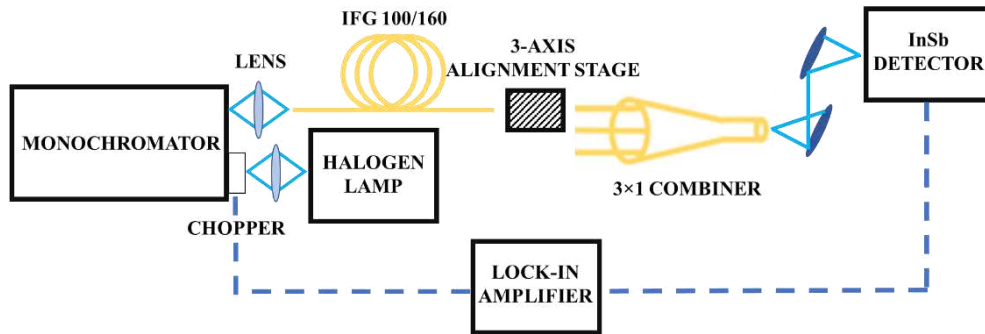 IFG 100/160
LENS
3-AXIS
ALIGNMENT STAGE
InSb
DETECTOR
MONOCHROMATOR
HALOGEN
LAMP
3×1 COMBINER
CHOPPER
LOCK-IN
AMPLIFIER